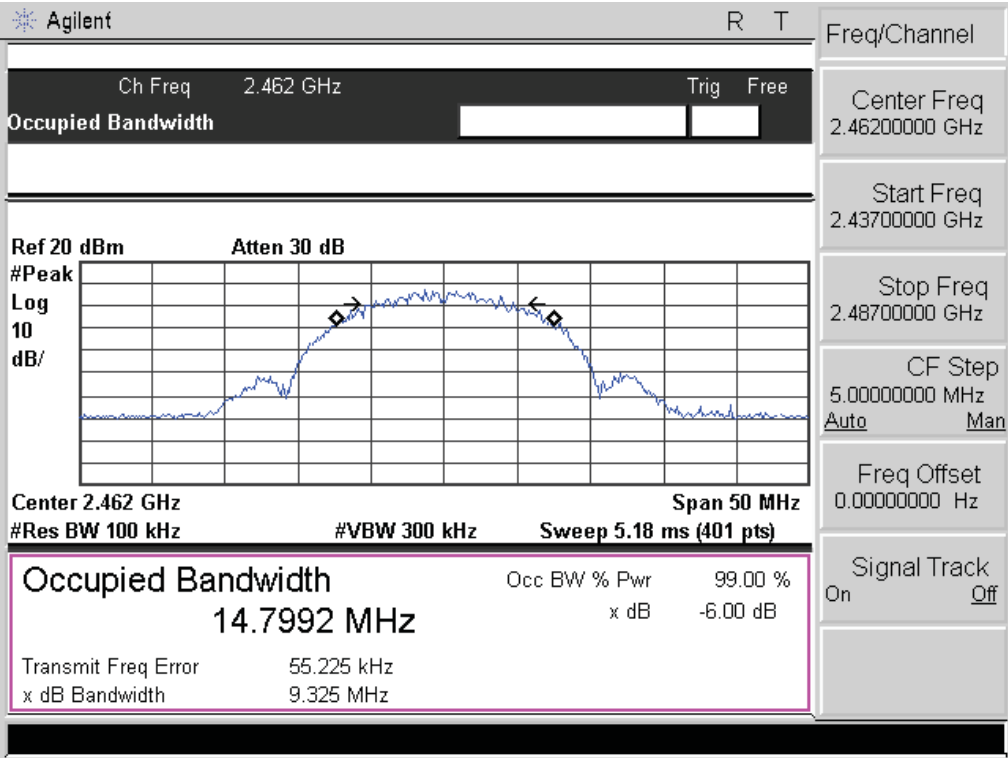 Agilent R T
Ch Freq 2.462 GHz Trig Free
Occupied Bandwidth
Ref 20 dBm Atten 30 dB
#Peak
Log
10
dB/
Center 2.462 GHz Span 50 MHz
#Res BW 100 kHz #VBW 300 kHz Sweep 5.18 ms (401 pts)
Occupied Bandwidth
14.7992 MHz
Occ BW % Pwr 99.00 %
x dB -6.00 dB
Transmit Freq Error 55.225 kHz
x dB Bandwidth 9.325 MHz
Freq/Channel
Center Freq
2.46200000 GHz
Start Freq
2.43700000 GHz
Stop Freq
2.48700000 GHz
CF Step
5.00000000 MHz
Auto Man
Freq Offset
0.00000000 Hz
Signal Track
On Off